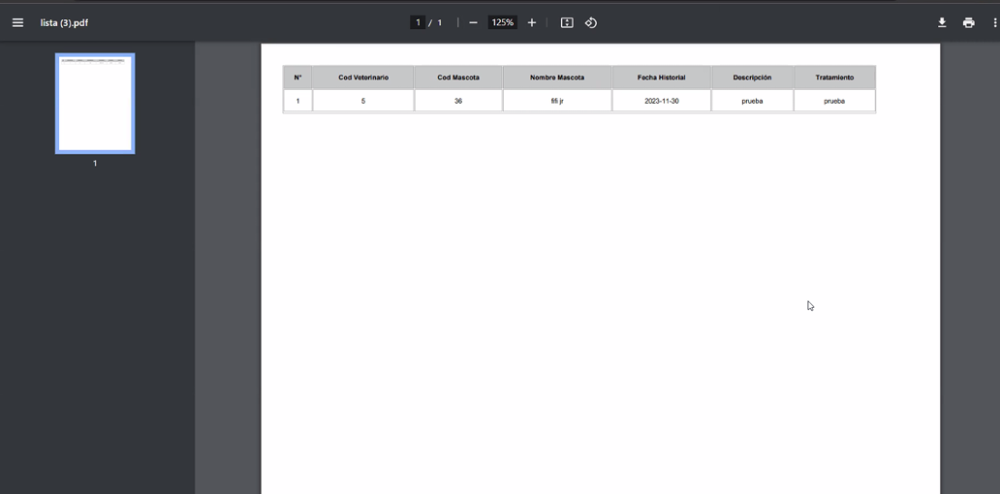 lista (3).pdf 1 / 1 125%
N° Cod Veterinario Cod Mascota Nombre Mascota Fecha Historial Descripción Tratamiento
1 5 36 fifi jr 2023-11-30 prueba prueba
1